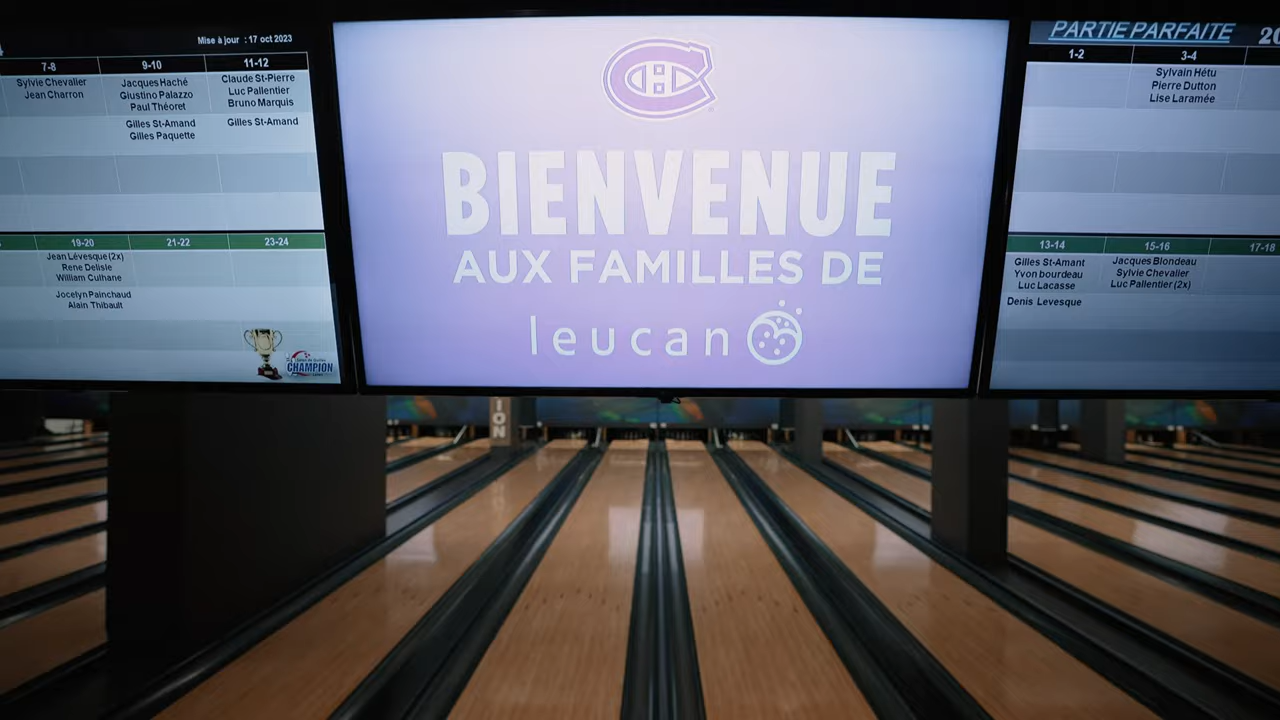 Mise à jour : 17 oct 2023
7-8
9-10
11-12
Sylvie Chevalier
Jean Charron
Jacques Haché
Giustino Palazzo
Paul Théoret
Claude St-Pierre
Luc Pallentier
Bruno Marquis
Gilles St-Amand
Gilles Paquette
Gilles St-Amand
19-20
21-22
23-24
Jean Lévesque (2x)
Rene Delisle
William Culhane
Jocelyn Painchaud
Alain Thibault
CHAMPION
CH
BIENVENUE
AUX FAMILLES DE
leucan
PARTIE PARFAITE
1-2
3-4
Sylvain Hétu
Pierre Dutton
Lise Laramée
13-14
15-16
17-18
Gilles St-Amant
Yvon bourdeau
Luc Lacasse
Denis Levesque
Jacques Blondeau
Sylvie Chevalier
Luc Pallentier (2x)
ION